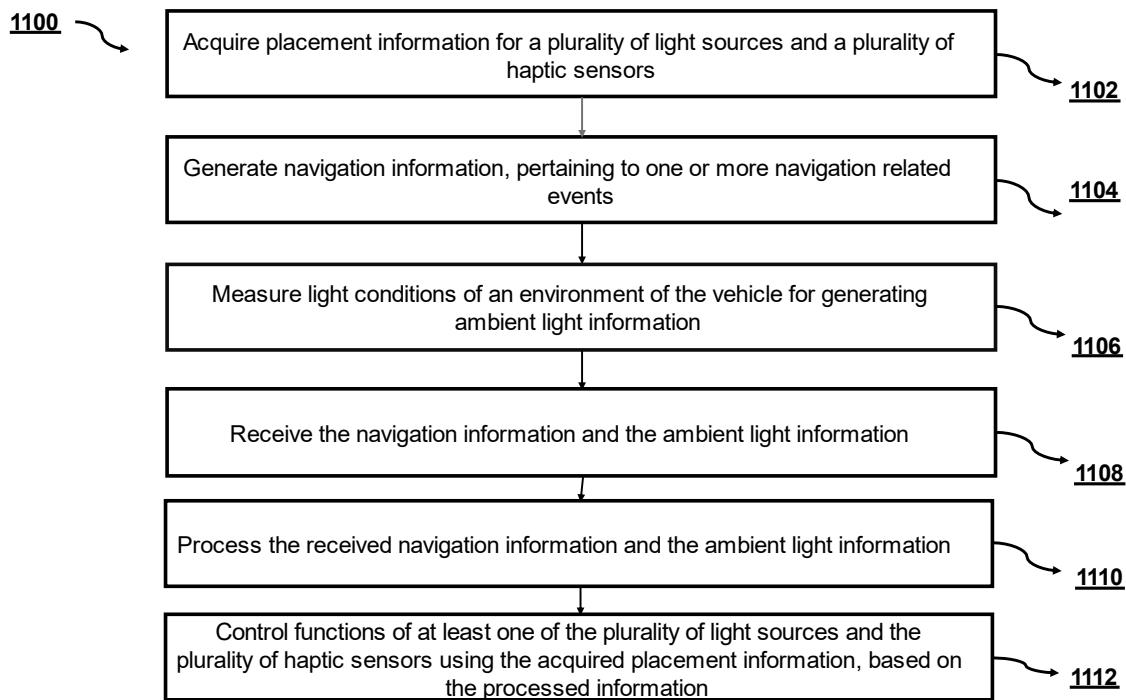 1100
Acquire placement information for a plurality of light sources and a plurality of
haptic sensors
1102
Generate navigation information, pertaining to one or more navigation related
events
1104
Measure light conditions of an environment of the vehicle for generating
ambient light information
1106
Receive the navigation information and the ambient light information
1108
Process the received navigation information and the ambient light information
1110
Control functions of at least one of the plurality of light sources and the
plurality of haptic sensors using the acquired placement information, based on
the processed information
1112